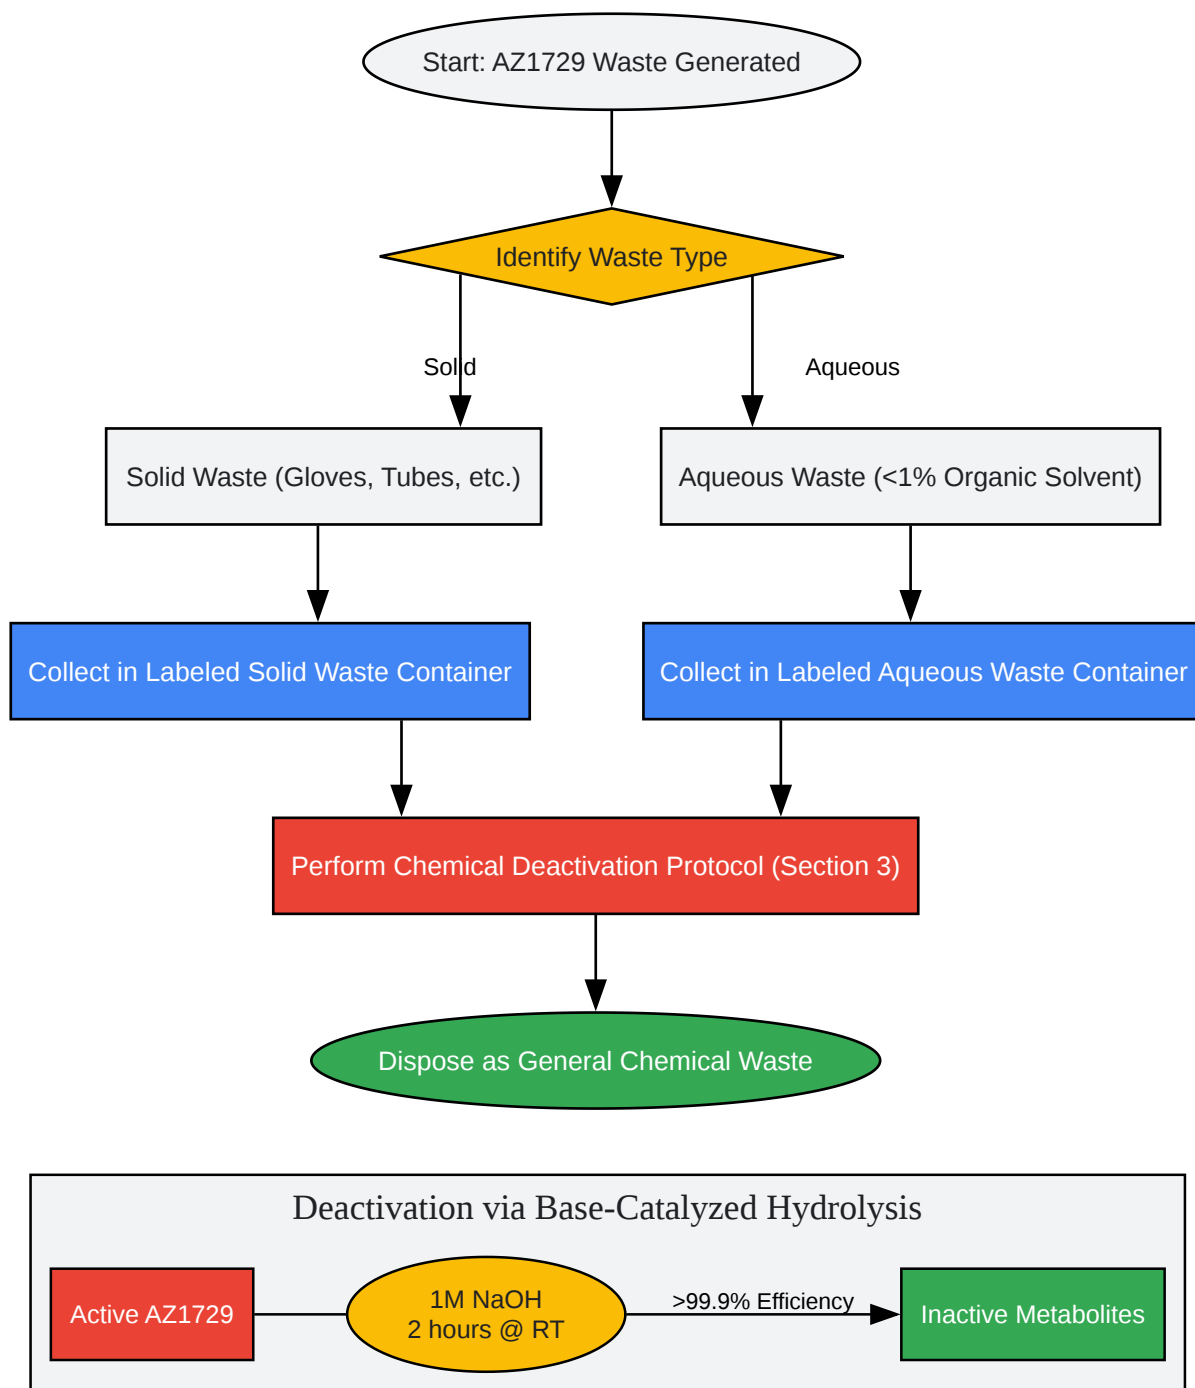 Start: AZ1729 Waste Generated
Identify Waste Type
Solid
Aqueous
Solid Waste (Gloves, Tubes, etc.)
Aqueous Waste (<1% Organic Solvent)
Collect in Labeled Solid Waste Container
Collect in Labeled Aqueous Waste Container
Perform Chemical Deactivation Protocol (Section 3)
Dispose as General Chemical Waste
Deactivation via Base-Catalyzed Hydrolysis
Active AZ1729
1M NaOH
2 hours @ RT
>99.9% Efficiency
Inactive Metabolites